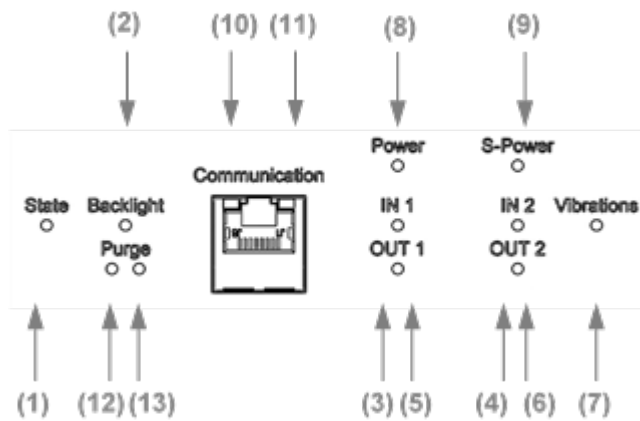 (2) (10) (11) (8) (9)
Power S-Power
Communication
State Backlight IN 1 IN 2 Vibrations
Purge OUT 1 OUT 2
(1) (12) (13) (3) (5) (4) (6) (7)